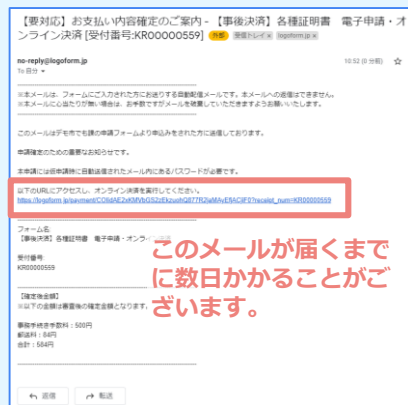 【要対応】お支払い内容確定のご案内 - 【事後決済】各種証明書　電子申請・オ
ンライン決済 [受付番号:KR00000559] 外部 受信トレイ × logoform.jp ×
no-reply@logoform.jp
To 自分
10:52 (0 分前)
※本メールは、フォームにご入力された方にお送りする自動配信メールです。本メールへの返信はできません。
※本メールに心当たりが無い場合は、お手数ですがメールを破棄していただきますようお願いいたします。
このメールはデモ市でも課の申請フォームより申込みをされた方に送信しております。
申請確定のための重要なお知らせです。
本申請には仮申請時に自動送信されたメール内にあるパスワードが必要です。
以下のURLにアクセスし、オンライン決済を実行してください。
フォーム名:
【事後決済】各種証明書　電子申請・オンラ
受付番号:
KR00000559
このメールが届くまで
に数日かかることがご
ざいます。
【確定後金額】
※以下の金額は審査後の確定金額となります。
事務手続き手数料：500円
郵送料：84円
合計：584円
返信
転送